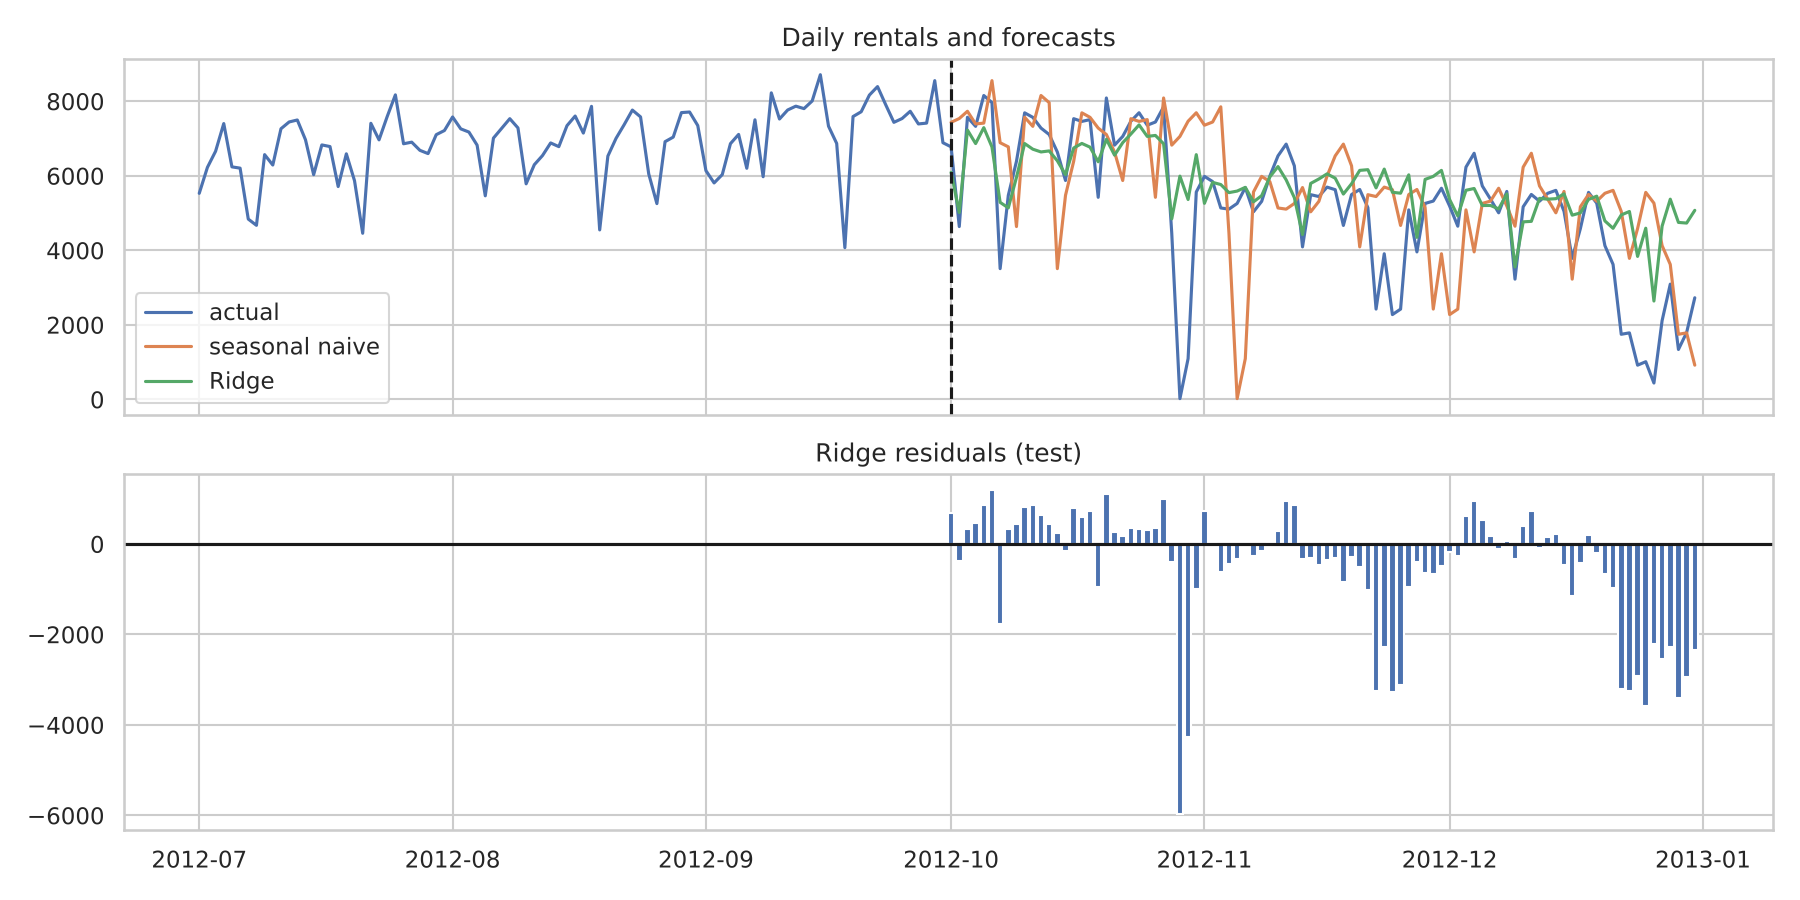 Daily rentals and forecasts
8000
6000
4000
2000
0
actual
seasonal naive
Ridge
Ridge residuals (test)
0
−2000
−4000
−6000
2012-07 2012-08 2012-09 2012-10 2012-11 2012-12 2013-01